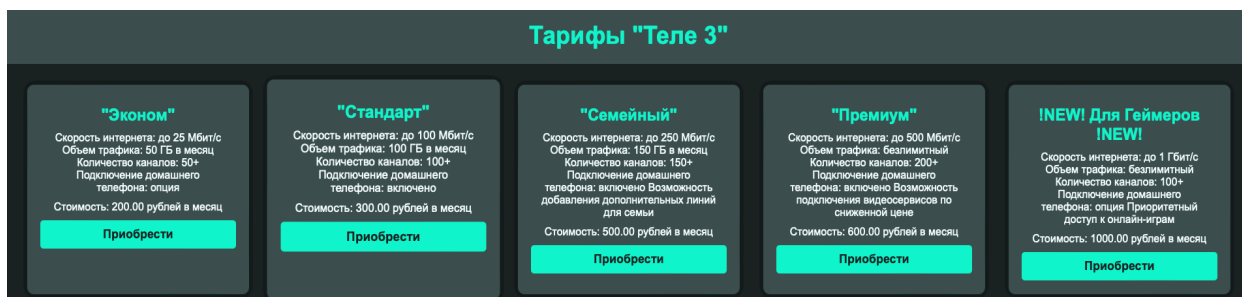 Тарифы "Теле 3"
"Эконом"
Скорость интернета: до 25 Мбит/с
Объем трафика: 50 ГБ в месяц
Количество каналов: 50+
Подключение домашнего
телефона: опция
Стоимость: 200.00 рублей в месяц
Приобрести
"Стандарт"
Скорость интернета: до 100 Мбит/с
Объем трафика: 100 ГБ в месяц
Количество каналов: 100+
Подключение домашнего
телефона: включено
Стоимость: 300.00 рублей в месяц
Приобрести
"Семейный"
Скорость интернета: до 250 Мбит/с
Объем трафика: 150 ГБ в месяц
Количество каналов: 150+
Подключение домашнего
телефона: включено Возможность
добавления дополнительных линий
для семьи
Стоимость: 500.00 рублей в месяц
Приобрести
"Премиум"
Скорость интернета: до 500 Мбит/с
Объем трафика: безлимитный
Количество каналов: 200+
Подключение домашнего
телефона: включено Возможность
подключения видеосервисов по
сниженной цене
Стоимость: 600.00 рублей в месяц
Приобрести
!NEW! Для Геймеров
!NEW!
Скорость интернета: до 1 Гбит/с
Объем трафика: безлимитный
Количество каналов: 100+
Подключение домашнего
телефона: опция Приоритетный
доступ к онлайн-играм
Стоимость: 1000.00 рублей в месяц
Приобрести